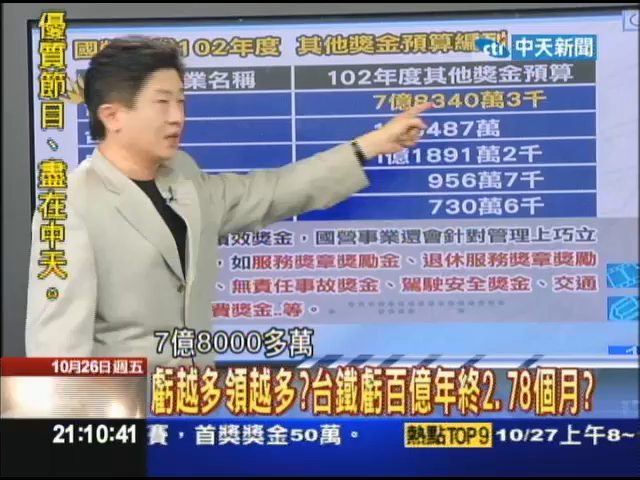 優質節目、盡在中天。
102年度 其他獎金預算編列
ctv 中天新聞
業名稱
102年度其他獎金預算
7億8340萬3千
487萬
億1891萬2千
956萬7千
730萬6千
效獎金，國營事業還會針對管理上巧立
，如服務獎章獎勵金、退休服務獎章獎勵
、無責任事故獎金、駕駛安全獎金、交通
費獎金..等。
7億8000多萬
10月26日週五
虧越多領越多?台鐵虧百億年終2.78個月?
21:10:41
賽，首獎獎金50萬。
熱點TOP9
10/27上午8~